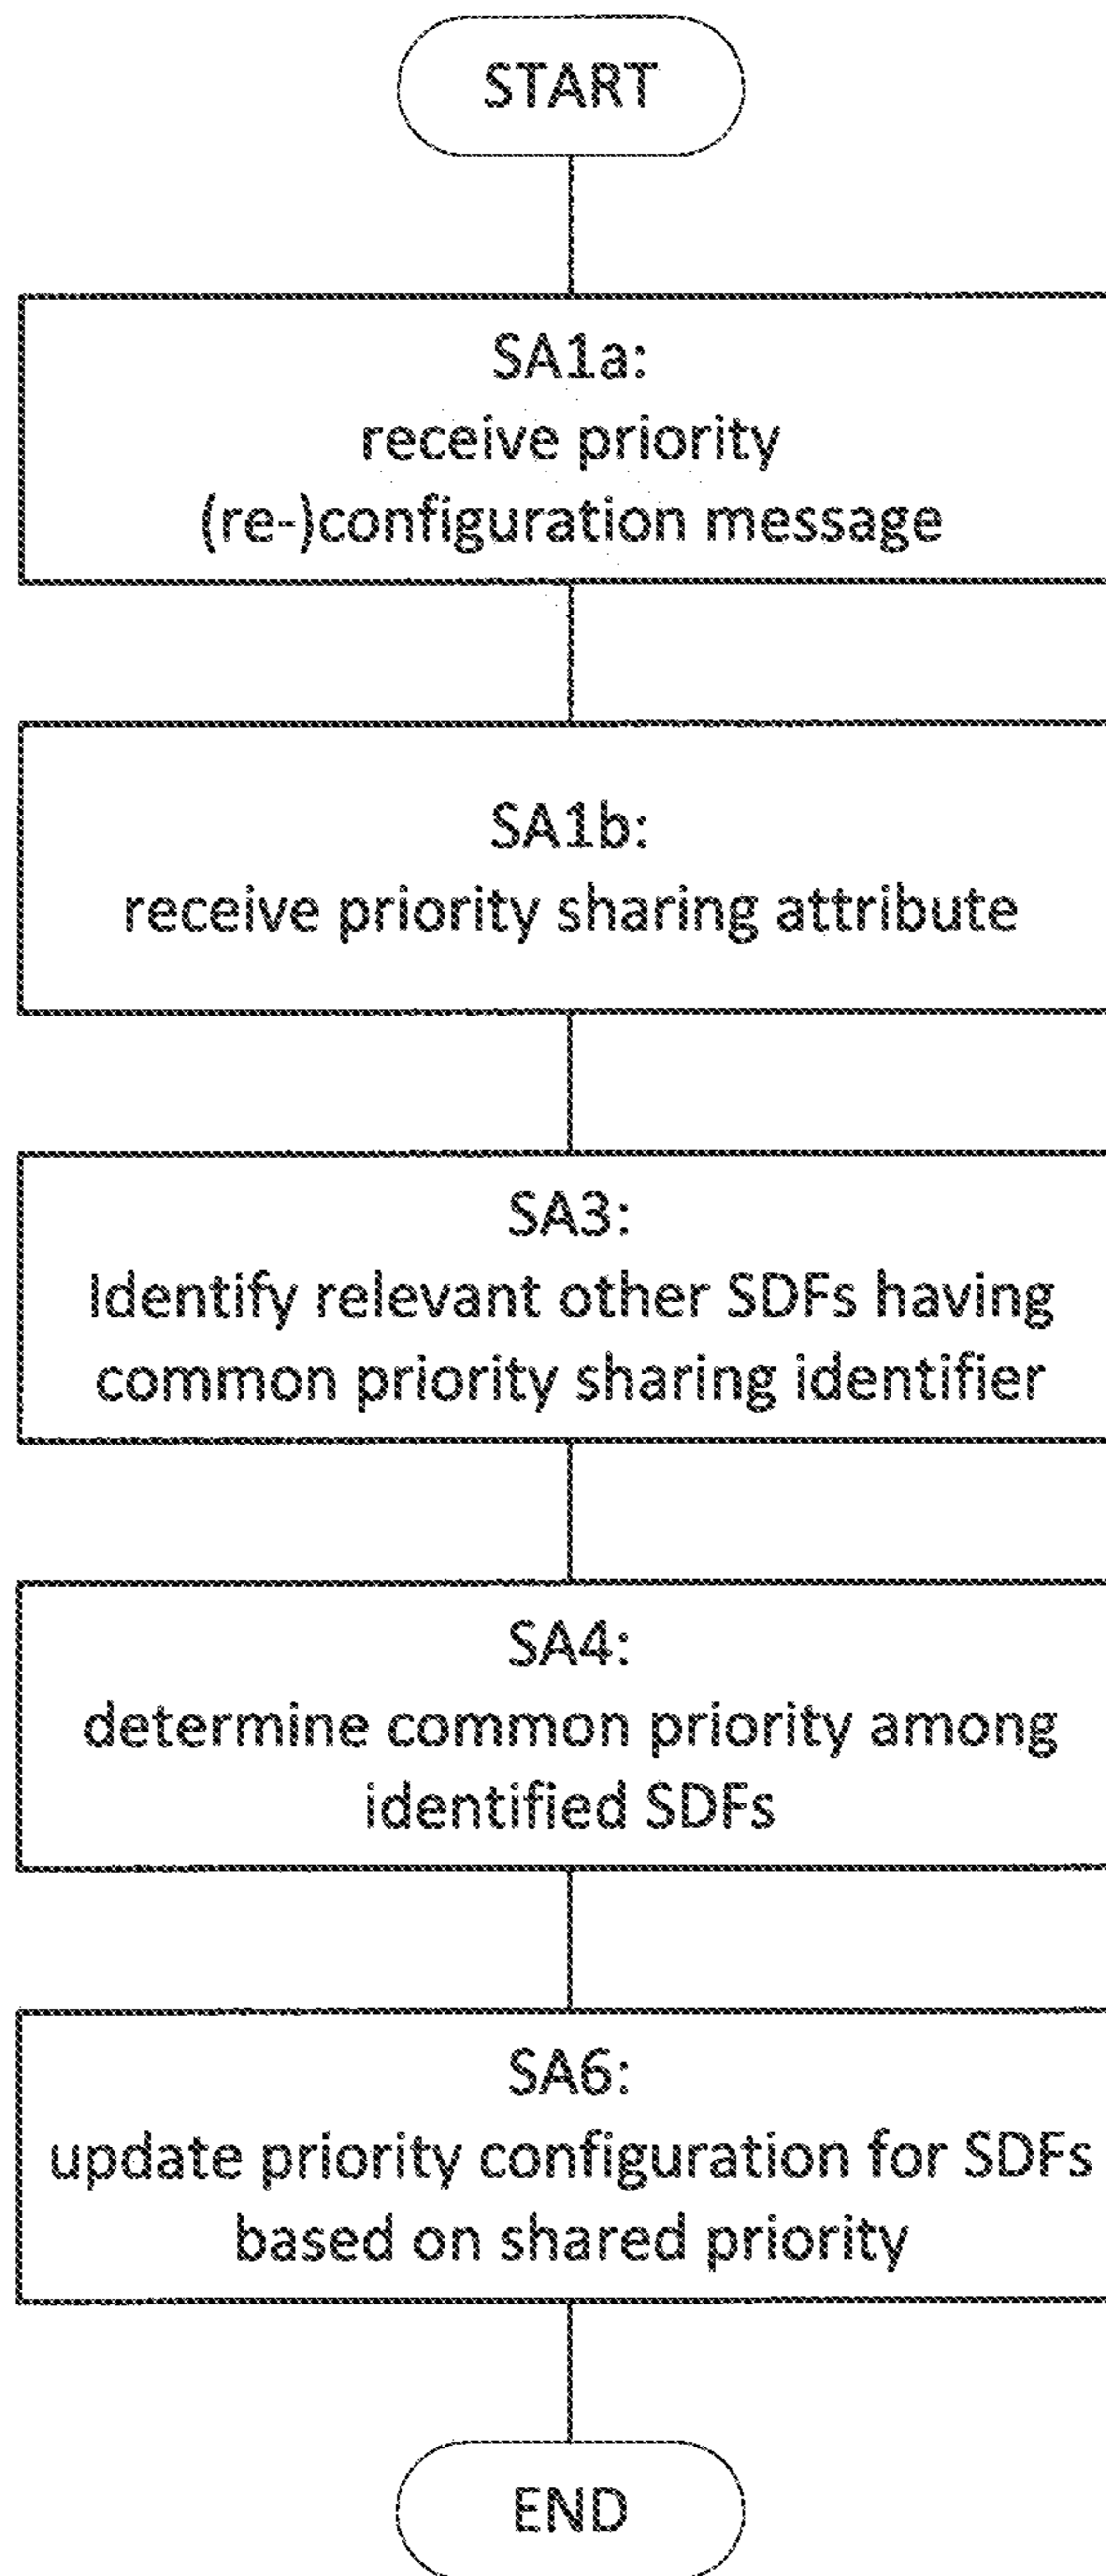 START
SA1a:
receive priority
(re-)configuration message
SA1b:
receive priority sharing attribute
SA3:
Identify relevant other SDFs having
common priority sharing identifier
SA4:
determine common priority among
identified SDFs
SA6:
update priority configuration for SDFs
based on shared priority
END